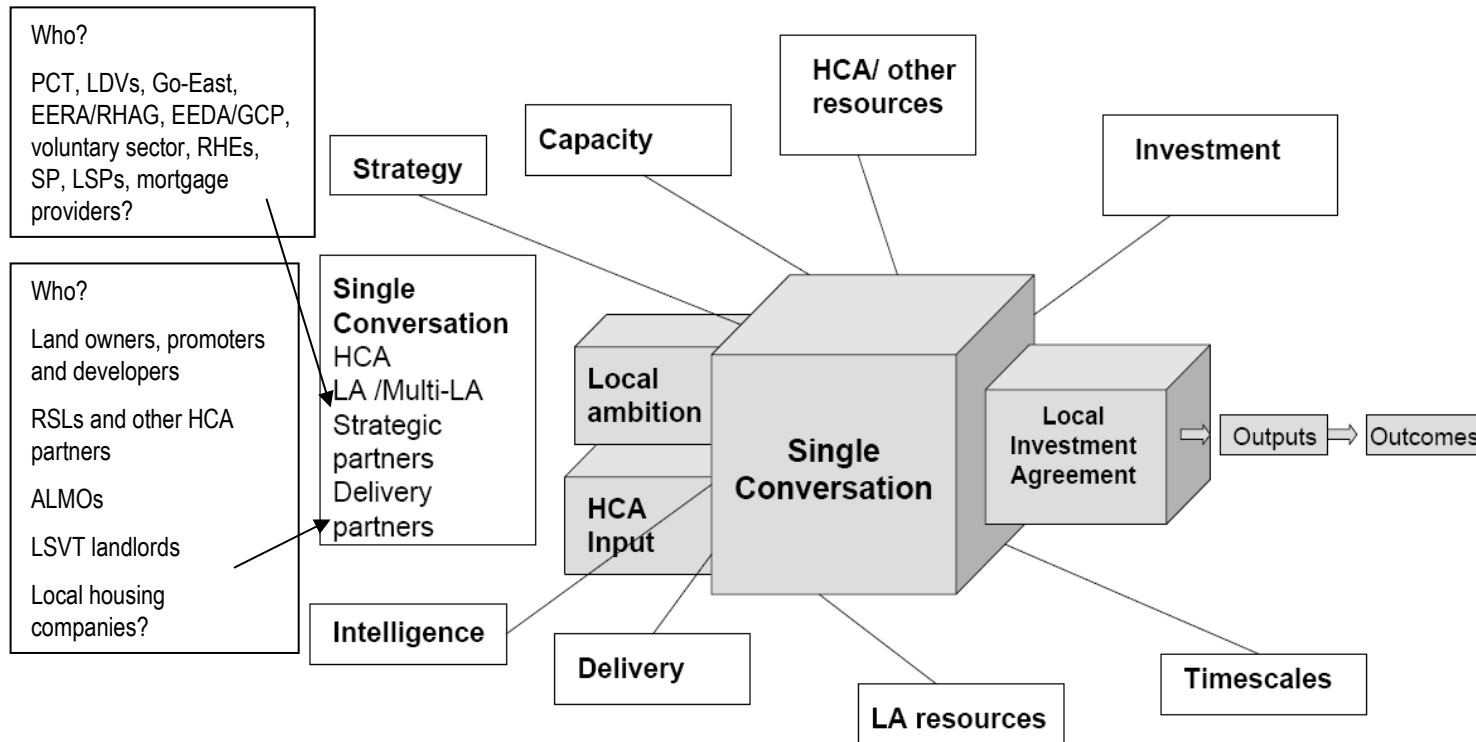 Who?
PCT, LDVs, Go-East,
EERA/RHAG, EEDA/GCP,
voluntary sector, RHEs,
SP, LSPs, mortgage
providers?
Who?
Land owners, promoters
and developers
RSLs and other HCA
partners
ALMOs
LSVT landlords
Local housing
companies?
Single
Conversation
HCA
LA /Multi-LA
Strategic
partners
Delivery
partners
Strategy
Capacity
HCA/ other
resources
Investment
Local
ambition
HCA
Input
Single
Conversation
Local
Investment
Agreement
Outputs
Outcomes
Intelligence
Delivery
LA resources
Timescales